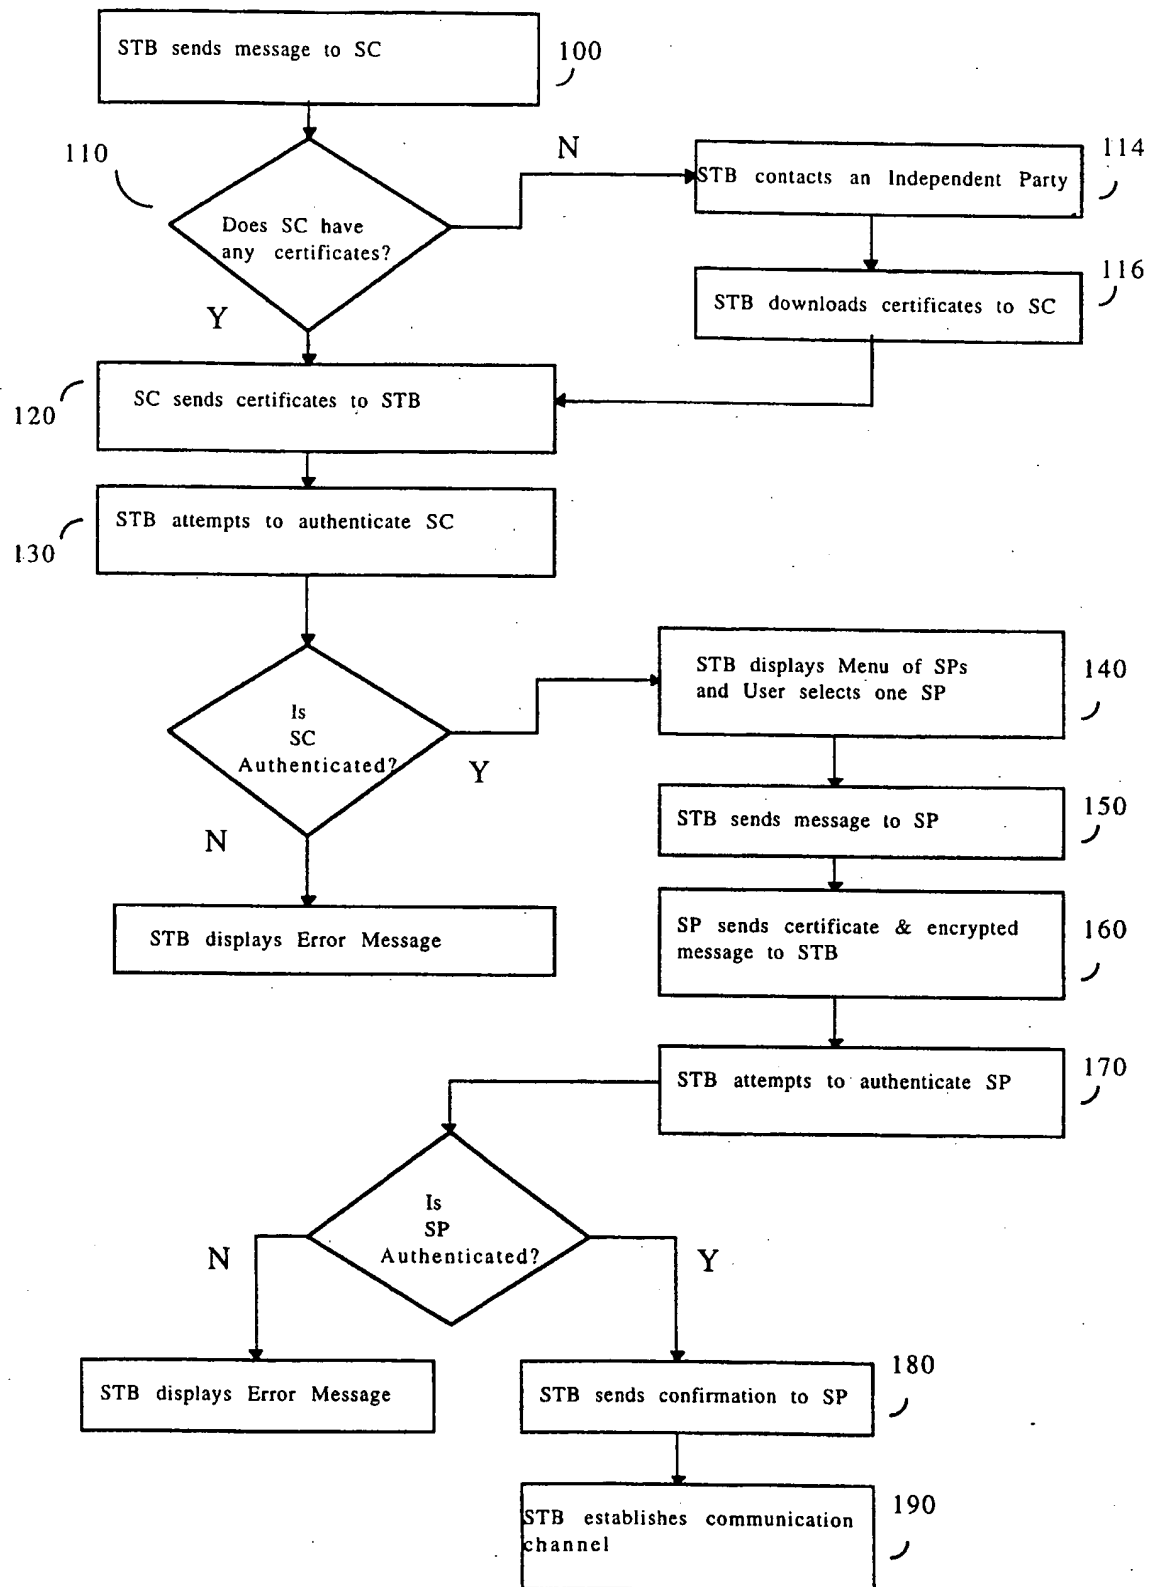 STB sends message to SC
100
110
N
114
STB contacts an Independent Party
Does SC have
any certificates?
116
STB downloads certificates to SC
Y
120
SC sends certificates to STB
130
STB attempts to authenticate SC
140
STB displays Menu of SPs
and User selects one SP
Is
SC
Authenticated?
Y
N
150
STB sends message to SP
160
SP sends certificate & encrypted
message to STB
STB displays Error Message
170
STB attempts to authenticate SP
Is
SP
Authenticated?
N
Y
STB displays Error Message
180
STB sends confirmation to SP
190
STB establishes communication
channel